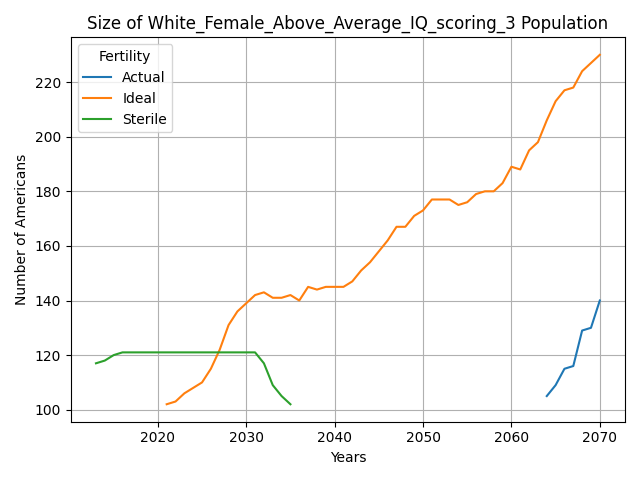 Size of White_Female_Above_Average_IQ_scoring_3 Population
Fertility
Actual
Ideal
Sterile
Number of Americans
220
200
180
160
140
120
100
2020
2030
2040
2050
2060
2070
Years